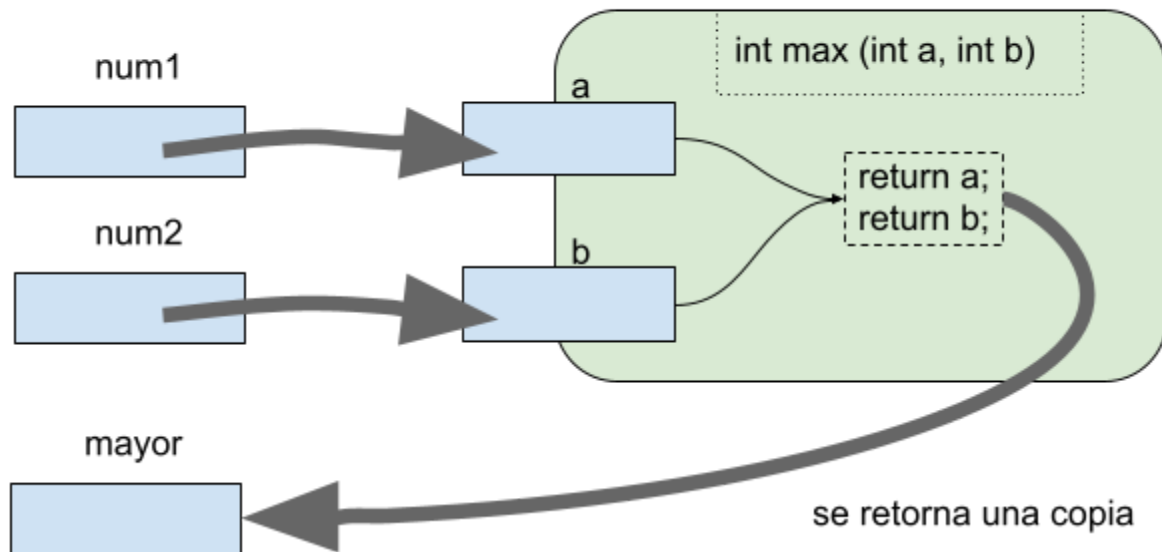 int max (int a, int b)
num1
a
return a;
return b;
num2
b
mayor
se retorna una copia